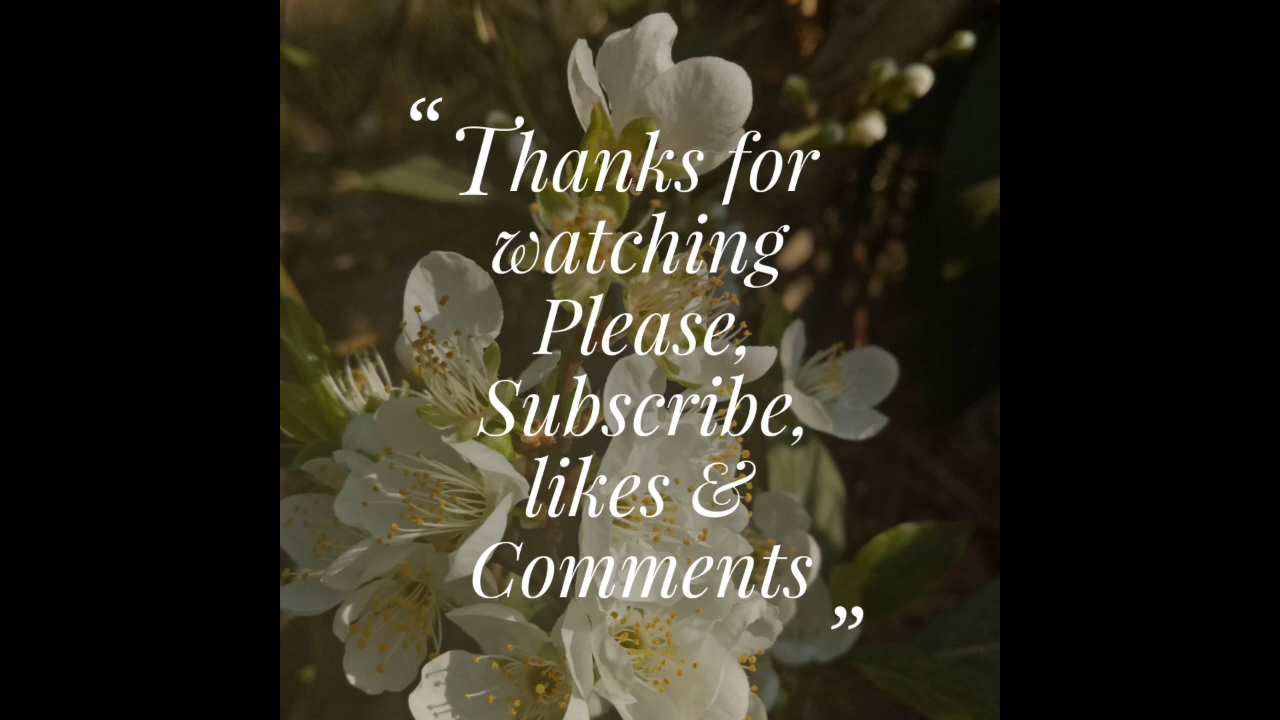 “Thanks for
watching
Please,
Subscribe,
likes &
Comments”